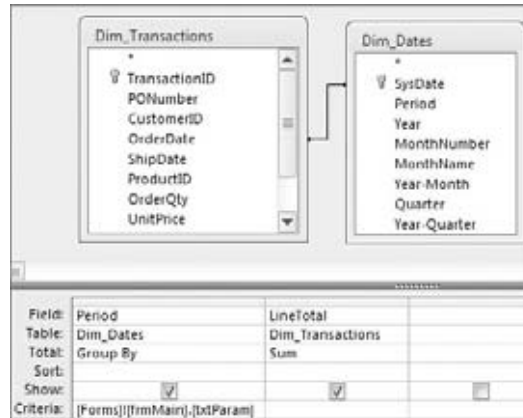 Dim_Transactions
*
TransactionID
PONumber
CustomerID
OrderDate
ShipDate
ProductID
OrderQty
UnitPrice
Dim_Dates
*
SysDate
Period
Year
MonthNumber
MonthName
Year-Month
Quarter
Year-Quarter
Field: Period LineTotal
Table: Dim_Dates Dim_Transactions
Total: Group By Sum
Sort:
Show:
Criteria: [Forms]![frmMain].[txtParam]